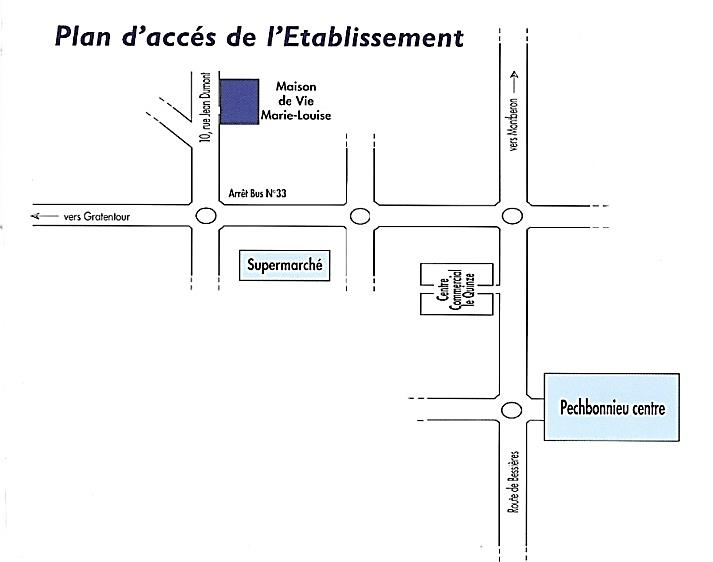 Plan d'accés de l'Etablissement
10, rue Jean Dumont
Maison
de Vie
Marie-Louise
vers Montberon
Arrêt Bus N°33
vers Gratentour
Supermarché
Centre
Commercial
le Quinze
Pechbonnieu centre
Route de Bessières